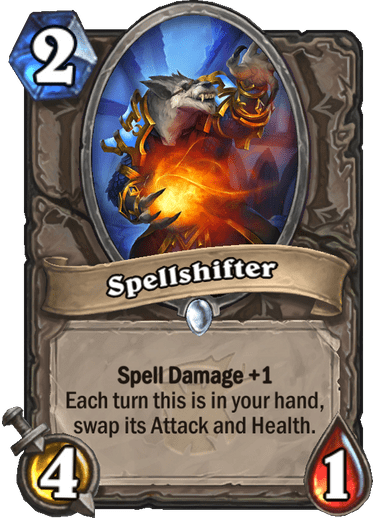 2
Spellshifter
Spell Damage +1
Each turn this is in your hand,
swap its Attack and Health.
4
1